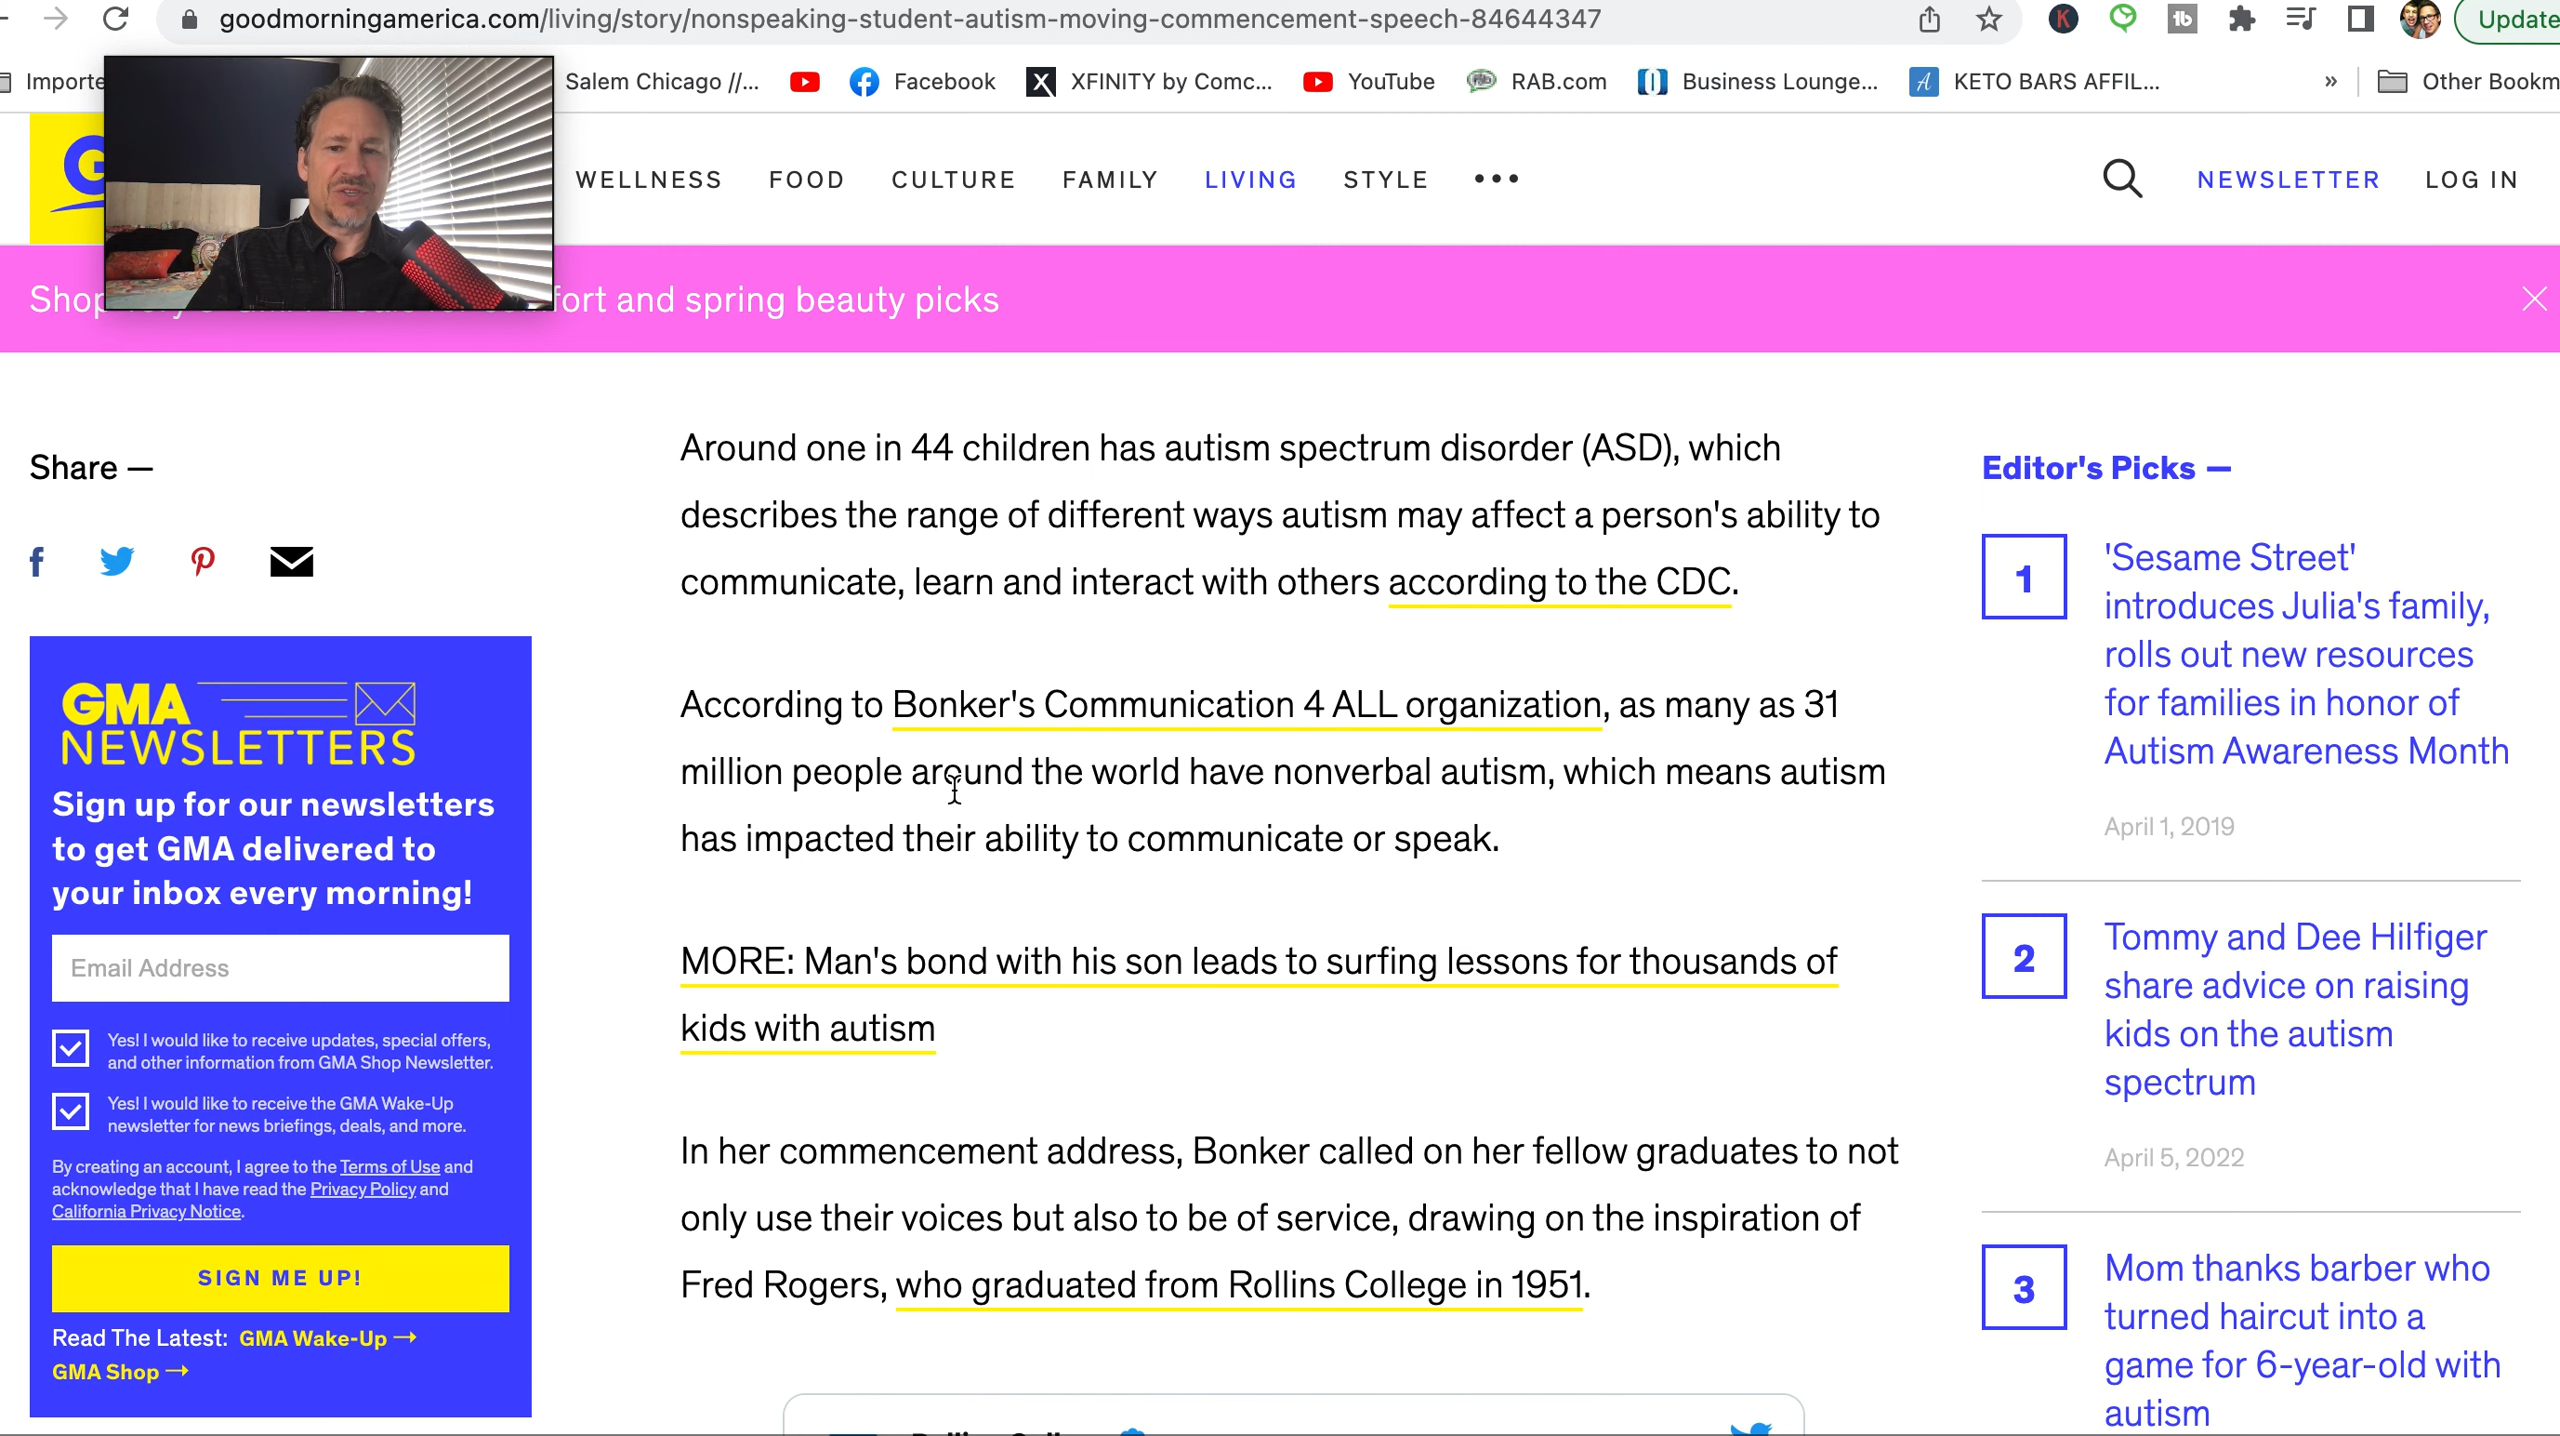 goodmorningamerica.com/living/story/nonspeaking-student-autism-moving-commencement-speech-84644347
Update
Importe
Salem Chicago //...
Facebook
XFINITY by Comc...
YouTube
RAB.com
Business Lounge...
KETO BARS AFFIL...
»
Other Bookm
G
WELLNESS
FOOD
CULTURE
FAMILY
LIVING
STYLE
•••
NEWSLETTER
LOG IN
Shop
fort and spring beauty picks
Share —
GMA
NEWSLETTERS
Sign up for our newsletters
to get GMA delivered to
your inbox every morning!
Email Address
Yes! I would like to receive updates, special offers,
and other information from GMA Shop Newsletter.
Yes! I would like to receive the GMA Wake-Up
newsletter for news briefings, deals, and more.
By creating an account, I agree to the Terms of Use and
acknowledge that I have read the Privacy Policy and
California Privacy Notice.
SIGN ME UP!
Read The Latest: GMA Wake-Up →
GMA Shop →
Around one in 44 children has autism spectrum disorder (ASD), which
describes the range of different ways autism may affect a person's ability to
communicate, learn and interact with others according to the CDC.
According to Bonker's Communication 4 ALL organization, as many as 31
million people around the world have nonverbal autism, which means autism
has impacted their ability to communicate or speak.
MORE: Man's bond with his son leads to surfing lessons for thousands of
kids with autism
In her commencement address, Bonker called on her fellow graduates to not
only use their voices but also to be of service, drawing on the inspiration of
Fred Rogers, who graduated from Rollins College in 1951.
Editor's Picks —
1
'Sesame Street'
introduces Julia's family,
rolls out new resources
for families in honor of
Autism Awareness Month
April 1, 2019
2
Tommy and Dee Hilfiger
share advice on raising
kids on the autism
spectrum
April 5, 2022
3
Mom thanks barber who
turned haircut into a
game for 6-year-old with
autism